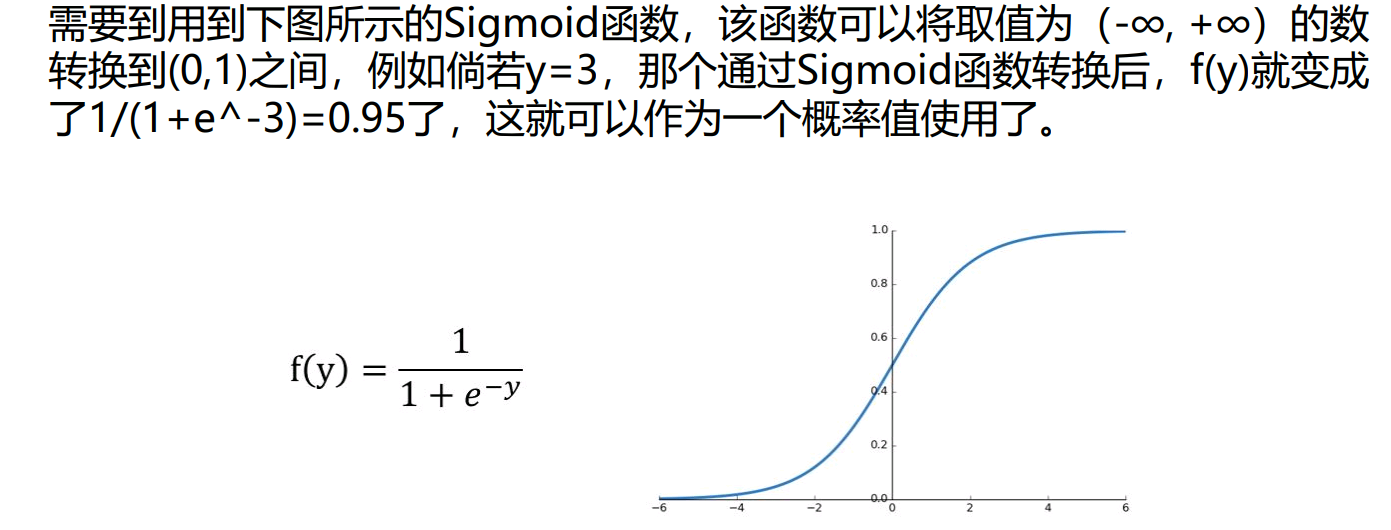 需要到用到下图所示的Sigmoid函数，该函数可以将取值为（-∞, +∞）的数
转换到(0,1)之间，例如倘若y=3，那个通过Sigmoid函数转换后，f(y)就变成
了1/(1+e^-3)=0.95了，这就可以作为一个概率值使用了。
f(y) = 1 / (1 + e^{-y})
1.0
0.8
0.6
0.4
0.2
0.0
−6 −4 −2 0 2 4 6